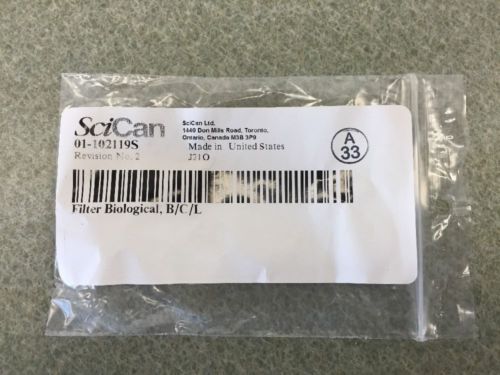 SciCan
SciCan Ltd.
1440 Don Mills Road, Toronto,
Ontario, Canada M3B 3P9
01-102119S
Made in United States
Revision No. 2
J21O
A
33
Filter Biological, B/C/L